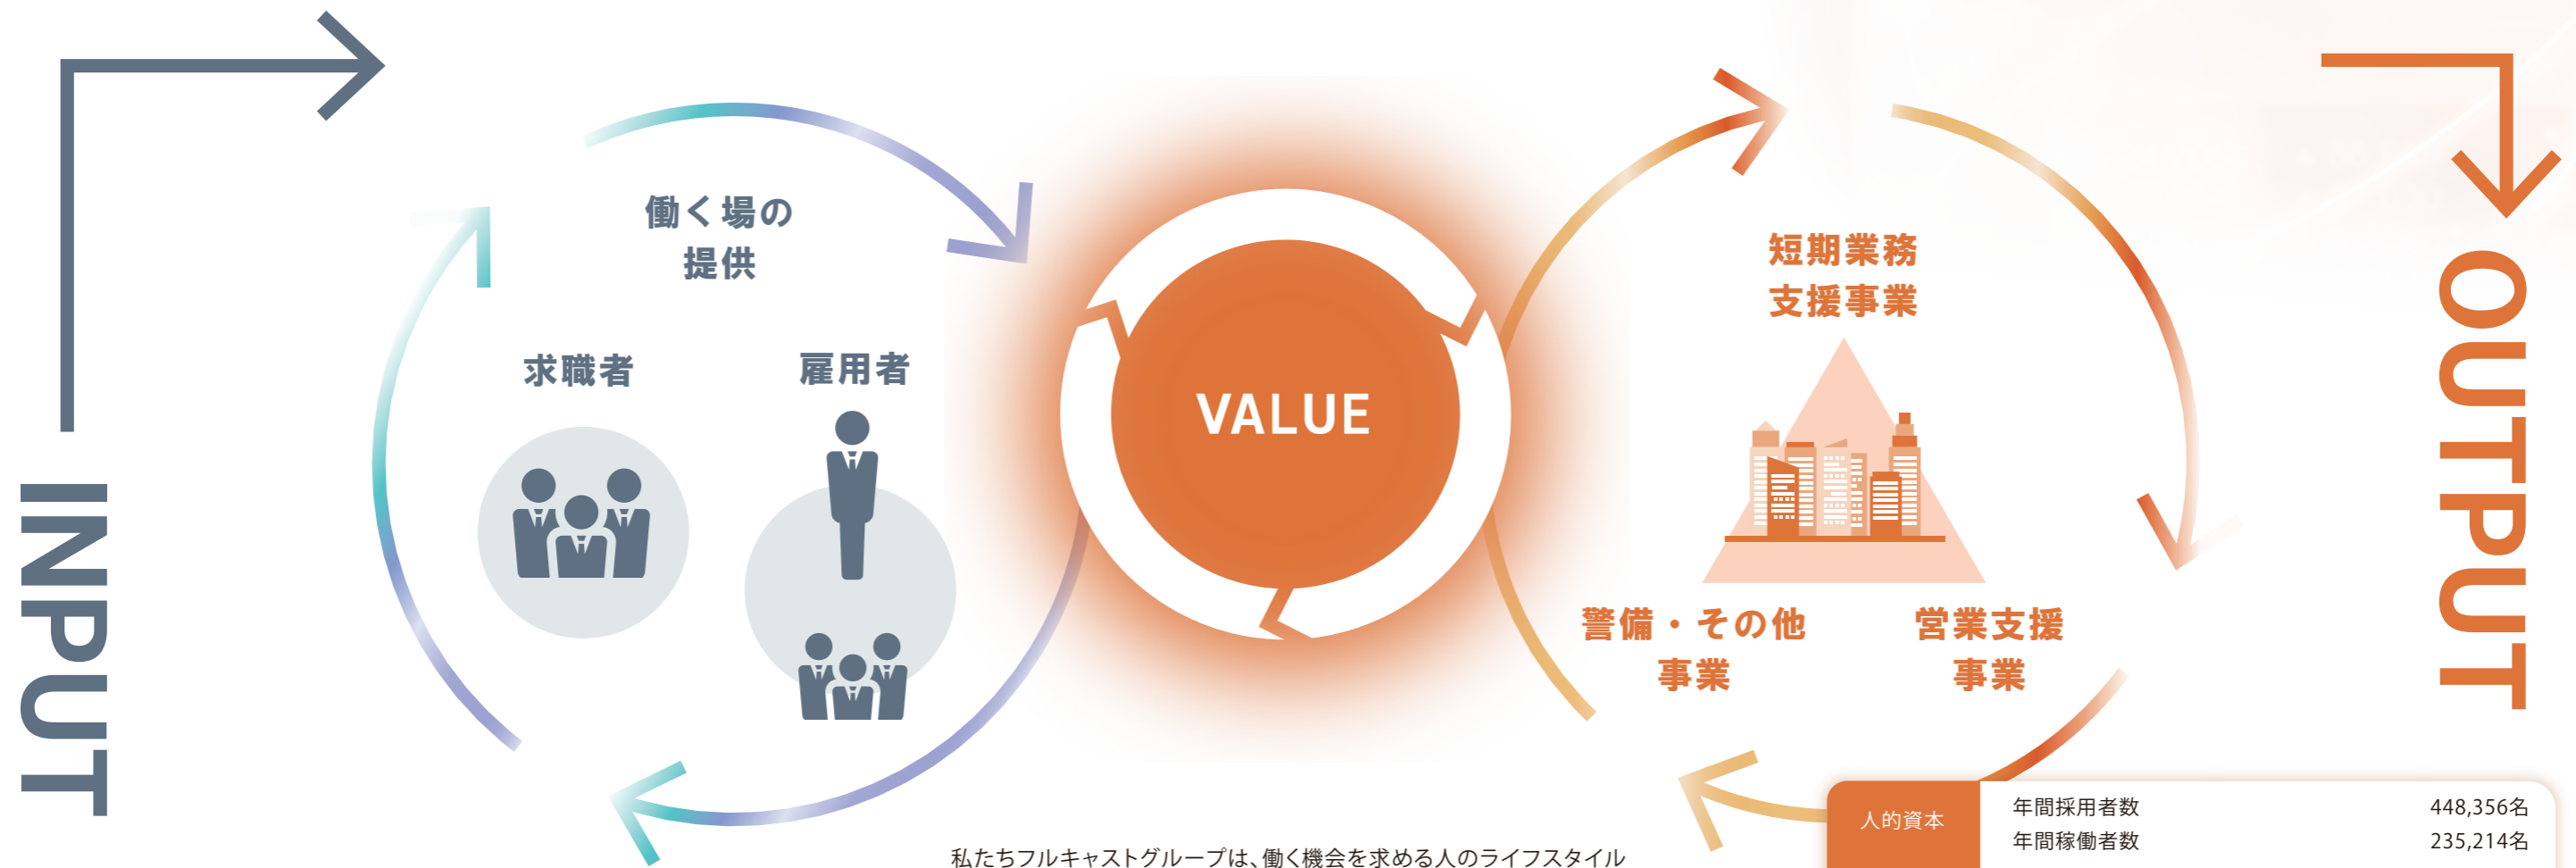 INPUT
働く場の
提供
求職者
雇用者
VALUE
短期業務
支援事業
警備・その他
事業
営業支援
事業
OUTPUT
人的資本
年間採用者数 448,356名
年間稼働者数 235,214名
私たちフルキャストグループは、働く機会を求める人のライフスタイル